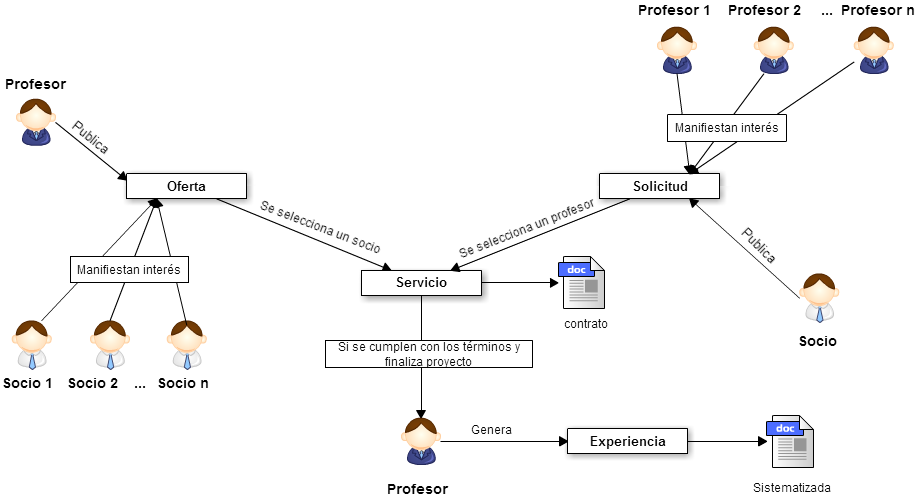 Profesor 1 Profesor 2 ... Profesor n
Manifiestan interés
Profesor
Publica
Oferta
Solicitud
Se selecciona un socio
Se selecciona un profesor
Publica
Manifiestan interés
Servicio
doc
contrato
Socio
Socio 1 Socio 2 ... Socio n
Si se cumplen con los términos y
finaliza proyecto
Genera
Experiencia
doc
Profesor
Sistematizada